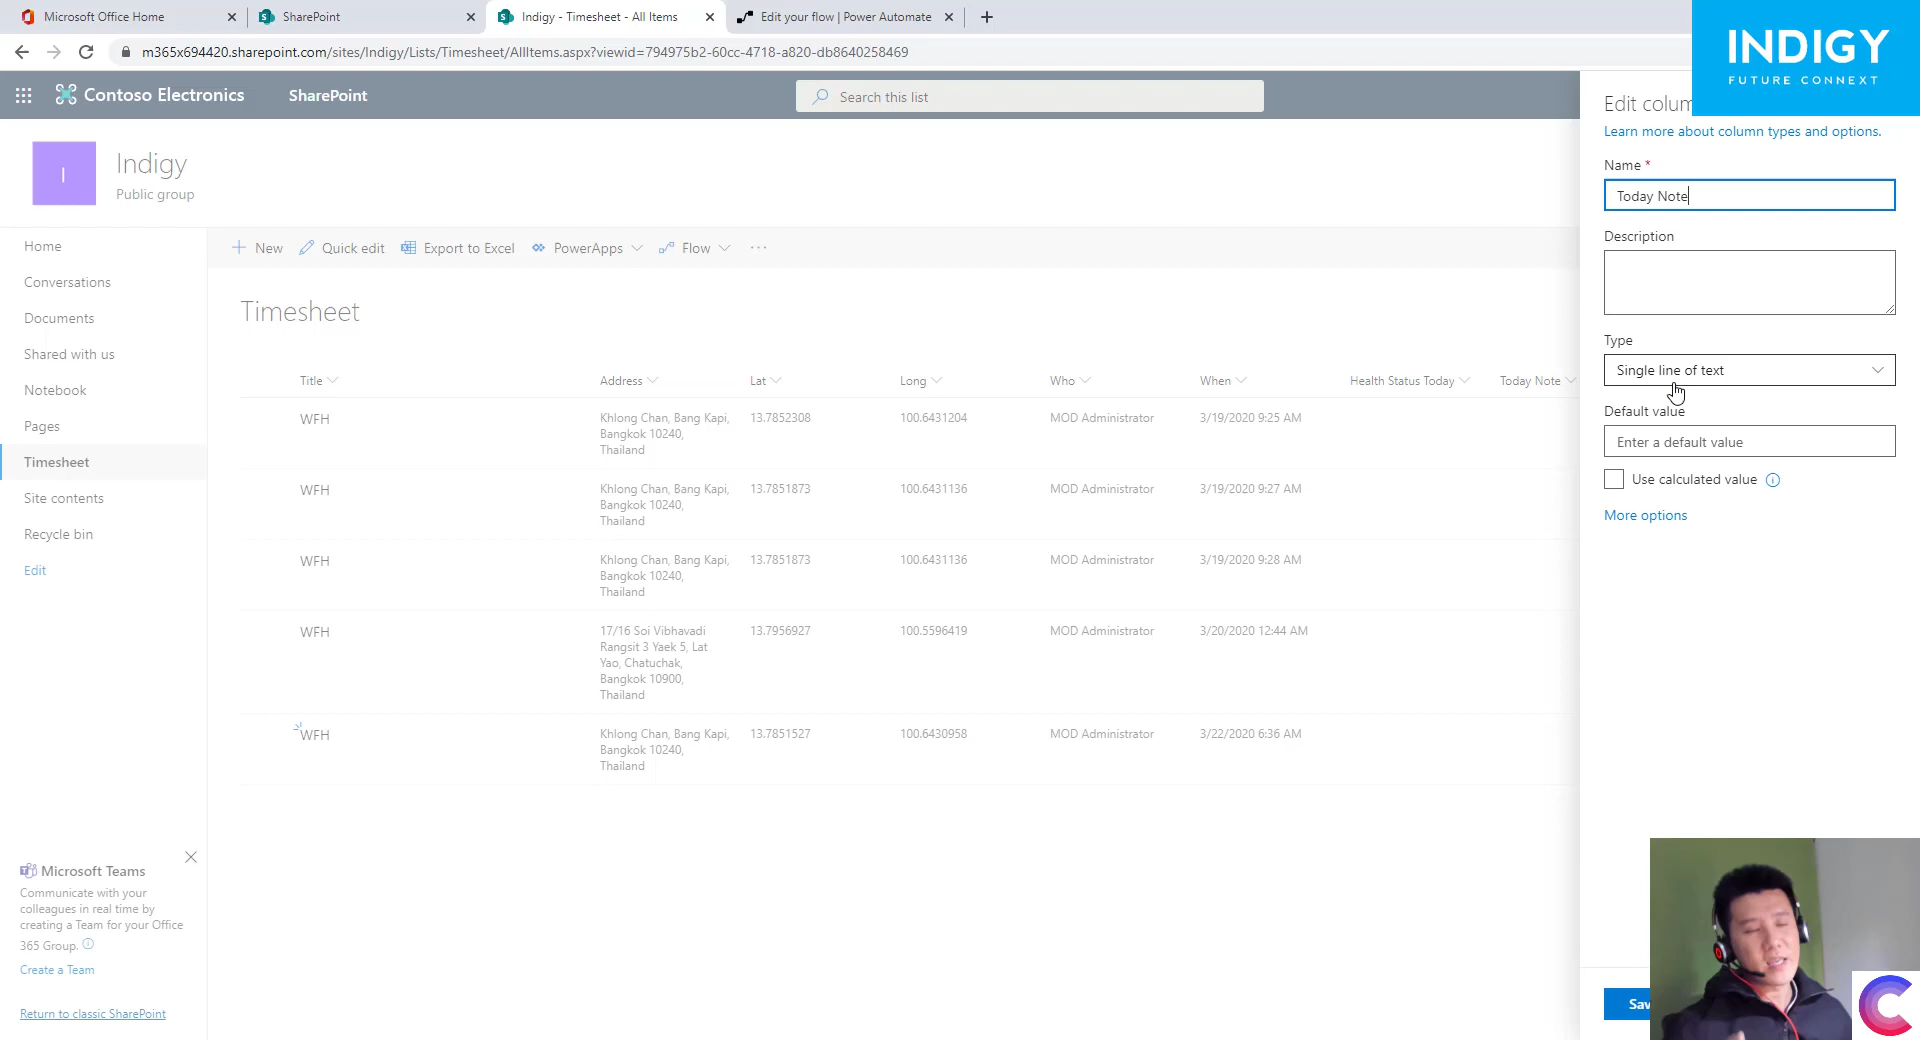 Microsoft Office Home
SharePoint
Indigy - Timesheet - All Items
Edit your flow | Power Automate
m365x694420.sharepoint.com/sites/Indigy/Lists/Timesheet/AllItems.aspx?viewid=794975b2-60cc-4718-a820-db8640258469
INDIGY
FUTURE CONNEXT
Contoso Electronics
SharePoint
Search this list
I
Indigy
Public group
Home
Conversations
Documents
Shared with us
Notebook
Pages
Timesheet
Site contents
Recycle bin
Edit
Microsoft Teams
Communicate with your
colleagues in real time by
creating a Team for your Office
365 Group.
Create a Team
Return to classic SharePoint
New Quick edit Export to Excel PowerApps Flow ...
Timesheet
Title Address Lat Long Who When Health Status Today Today Note
WFH Khlong Chan, Bang Kapi, 13.7852308 100.6431204 MOD Administrator 3/19/2020 9:25 AM
Bangkok 10240,
Thailand
WFH Khlong Chan, Bang Kapi, 13.7851873 100.6431136 MOD Administrator 3/19/2020 9:27 AM
Bangkok 10240,
Thailand
WFH Khlong Chan, Bang Kapi, 13.7851873 100.6431136 MOD Administrator 3/19/2020 9:28 AM
Bangkok 10240,
Thailand
WFH 17/16 Soi Vibhavadi 13.7956927 100.5596419 MOD Administrator 3/20/2020 12:44 AM
Rangsit 3 Yaek 5, Lat
Yao, Chatuchak,
Bangkok 10900,
Thailand
WFH Khlong Chan, Bang Kapi, 13.7851527 100.6430958 MOD Administrator 3/22/2020 6:36 AM
Bangkok 10240,
Thailand
Edit colum
Learn more about column types and options.
Name *
Today Note
Description
Type
Single line of text
Default value
Enter a default value
Use calculated value
More options
Sav